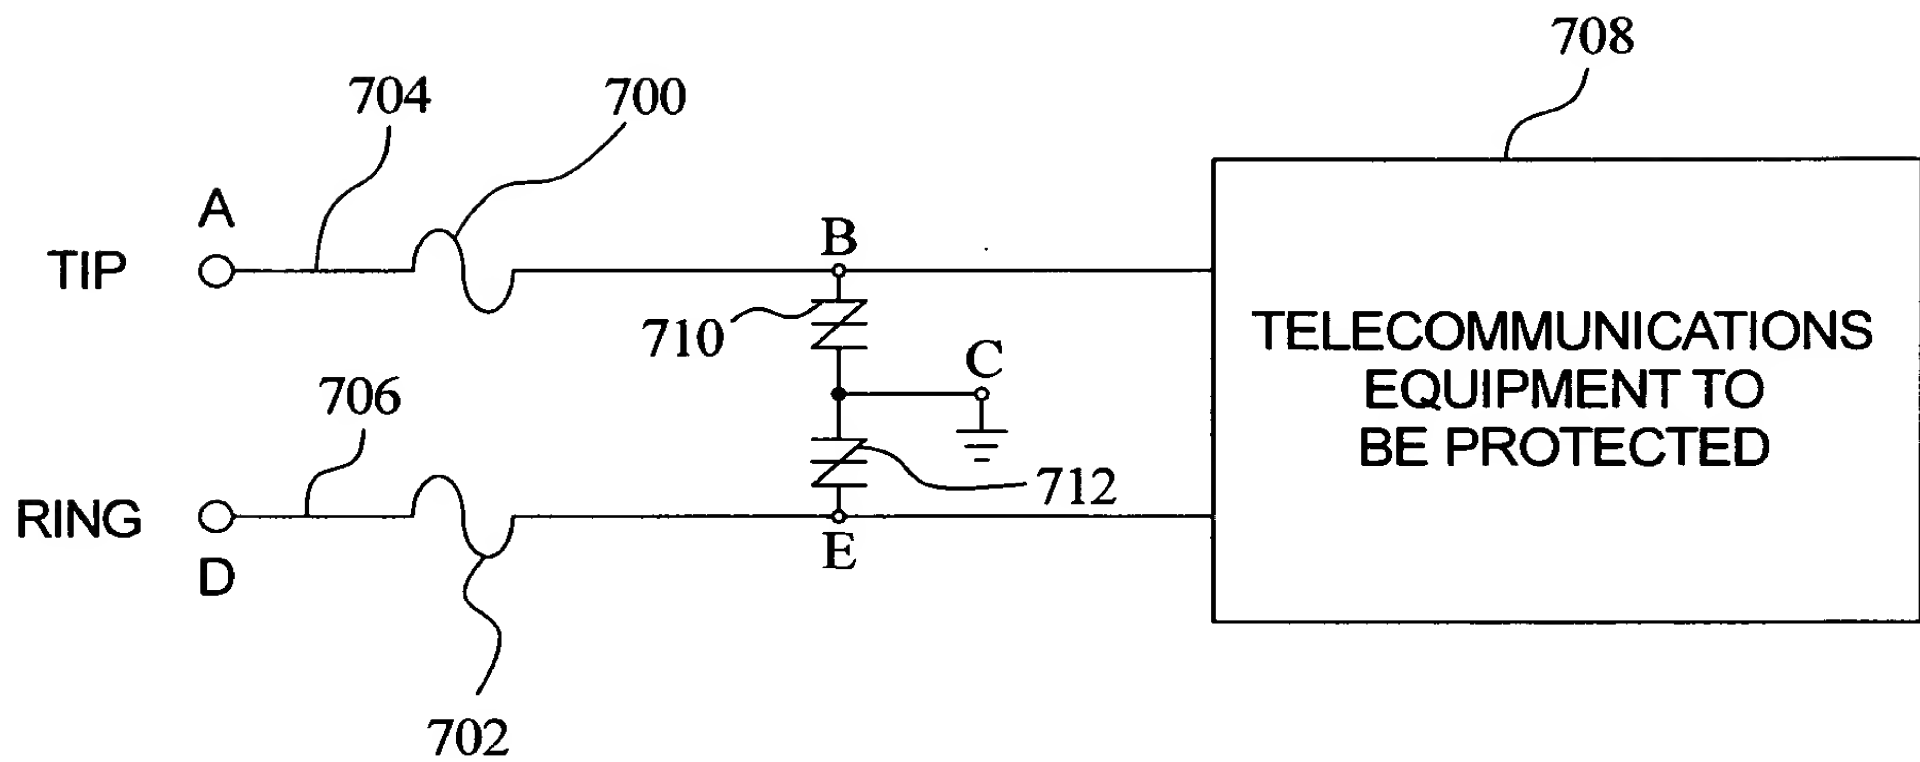 708
704
700
A
TIP
B
710
C
TELECOMMUNICATIONS
EQUIPMENT TO
BE PROTECTED
706
712
RING
D
E
702